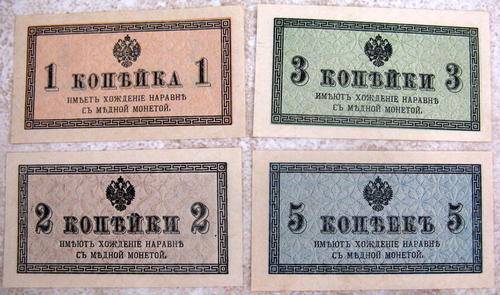 1 КОПѢЙКА 1
ИМѢЕТЪ ХОЖДЕНІЕ НАРАВНѢ
СЪ МѢДНОЙ МОНЕТОЙ.
3 КОПѢЙКИ 3
ИМѢЮТЪ ХОЖДЕНІЕ НАРАВНѢ
СЪ МѢДНОЙ МОНЕТОЙ.
2 КОПѢЙКИ 2
ИМѢЮТЪ ХОЖДЕНІЕ НАРАВНѢ
СЪ МѢДНОЙ МОНЕТОЙ.
5 КОПѢЕКЪ 5
ИМѢЮТЪ ХОЖДЕНІЕ НАРАВНѢ
СЪ МѢДНОЙ МОНЕТОЙ.